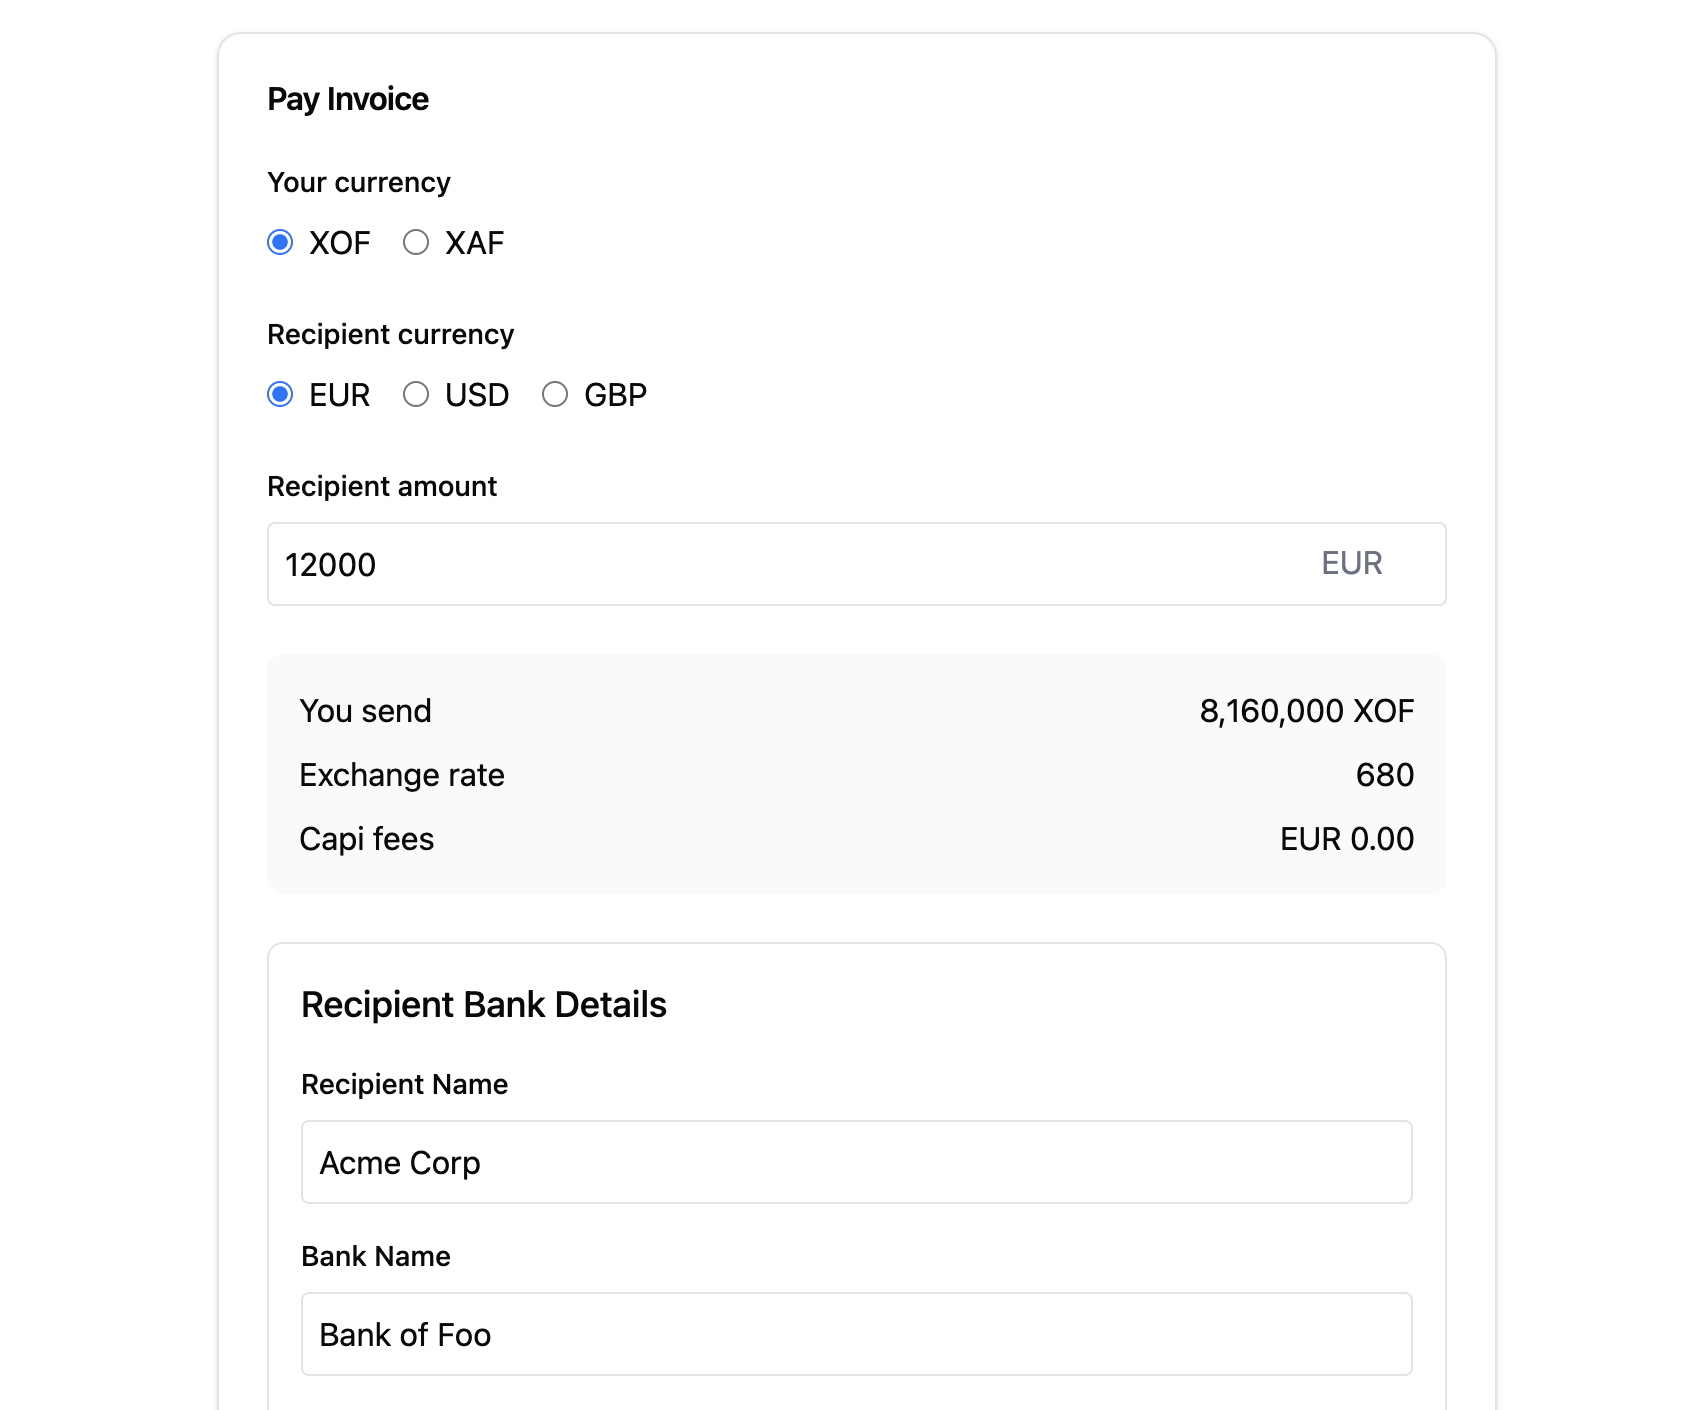 Pay Invoice
Your currency
XOF XAF
Recipient currency
EUR USD GBP
Recipient amount
12000 EUR
You send 8,160,000 XOF
Exchange rate 680
Capi fees EUR 0.00
Recipient Bank Details
Recipient Name
Acme Corp
Bank Name
Bank of Foo